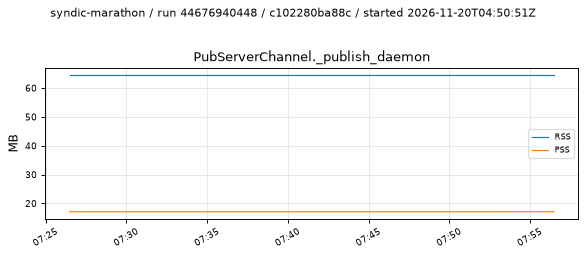 syndic-marathon / run 44676940448 / c102280ba88c / started 2026-11-20T04:50:51Z
PubServerChannel._publish_daemon
MB
60
50
40
30
20
RSS
PSS
07:25
07:30
07:35
07:40
07:45
07:50
07:55